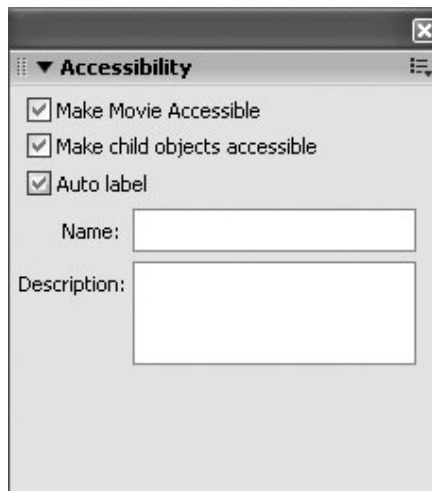 Accessibility
Make Movie Accessible
Make child objects accessible
Auto label
Name:
Description: